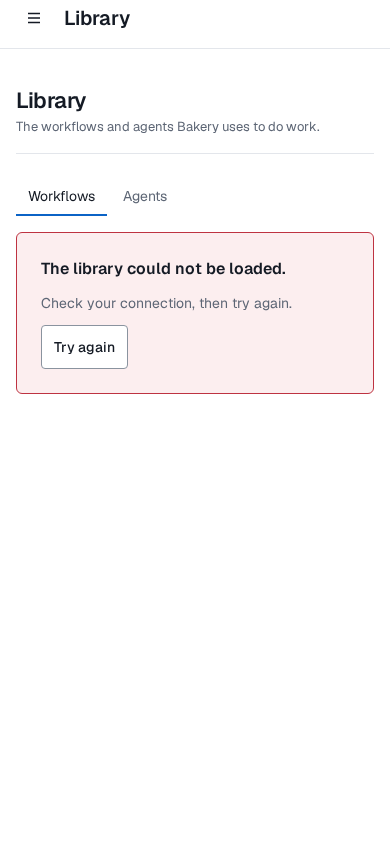 Library
Library
The workflows and agents Bakery uses to do work.
Workflows
Agents
The library could not be loaded.
Check your connection, then try again.
Try again